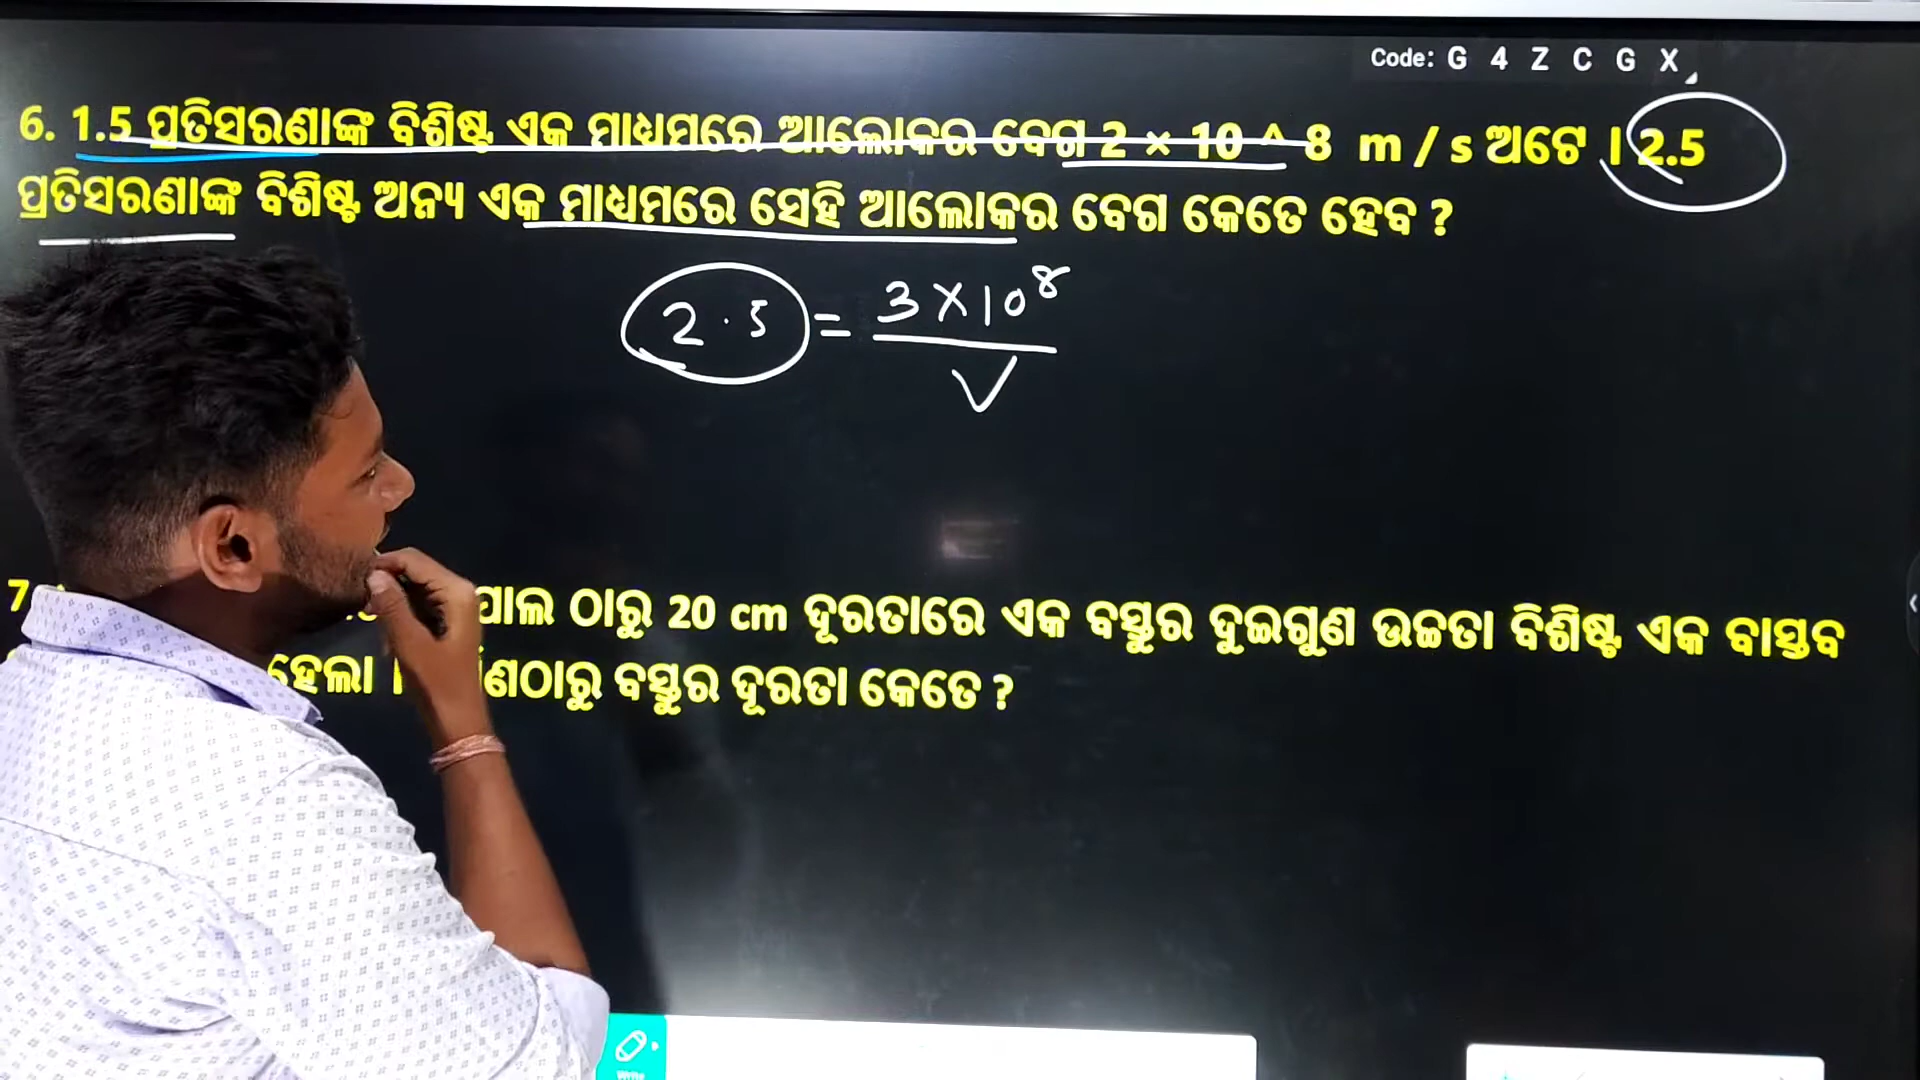 Code: G 4 Z C G X
6. 1.5 ପ୍ରତିସରଣାଙ୍କ ବିଶିଷ୍ଟ ଏକ ମାଧ୍ୟମରେ ଆଲୋକର ବେଗ 2 × 10 ^ 8 m / s ଅଟେ । 2.5
ପ୍ରତିସରଣାଙ୍କ ବିଶିଷ୍ଟ ଅନ୍ୟ ଏକ ମାଧ୍ୟମରେ ସେହି ଆଲୋକର ବେଗ କେତେ ହେବ ?
2.5 = 3×10⁸
V
7 ଠାରୁ 20 cm ଦୂରତାରେ ଏକ ବସ୍ତୁର ଦୁଇଗୁଣ ଉଚ୍ଚତା ବିଶିଷ୍ଟ ଏକ ବାସ୍ତବ
ହେଲା । ବସ୍ତୁର ଦୂରତା କେତେ ?